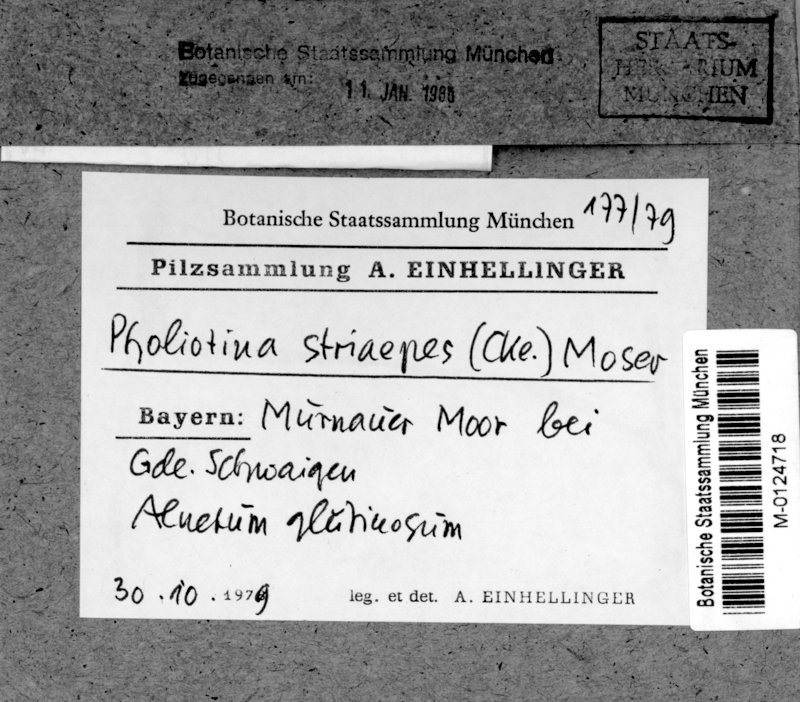 Botanische Staatssammlung München
Zugegangen am:
11. JAN. 1985
STAATS-
HERBARIUM
MÜNCHEN
Botanische Staatssammlung München 177/79
Pilzsammlung A. EINHELLINGER
Pholiotina striaepes (Cke.) Moser
Bayern: Murnauer Moor bei
Gde. Schwaigen
Alnetum glutinosum
30.10.1979 leg. et det. A. EINHELLINGER
Botanische Staatssammlung München
M-0124718